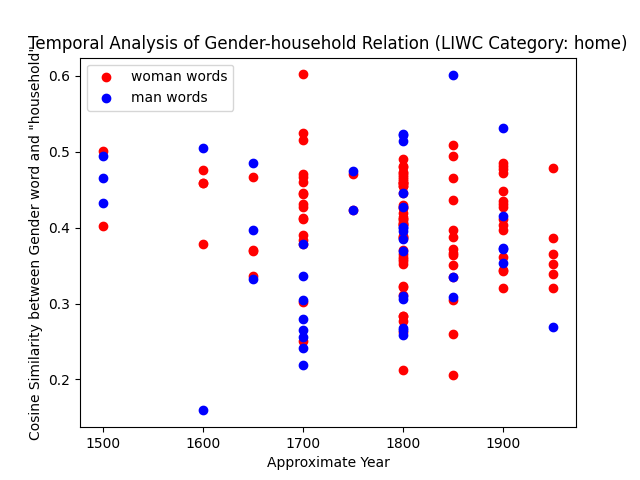 Temporal Analysis of Gender-household Relation (LIWC Category: home)
woman words
man words
Cosine Similarity between Gender word and "household"
0.6
0.5
0.4
0.3
0.2
1500
1600
1700
1800
1900
Approximate Year